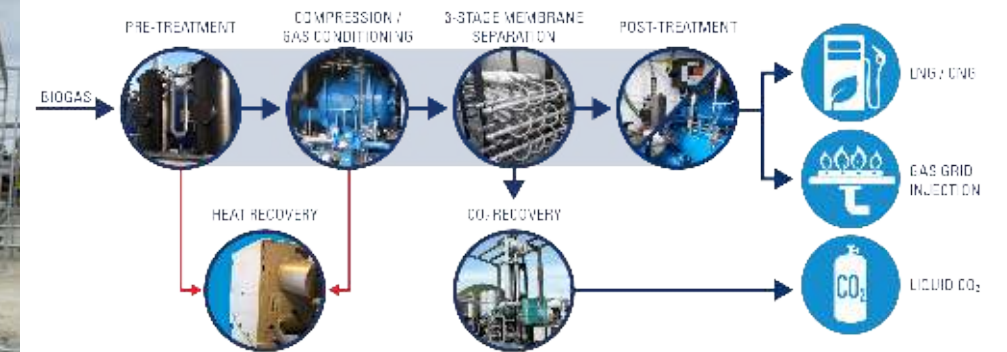 PRE-TREATMENT
COMPRESSION /
GAS CONDITIONING
3-STAGE MEMBRANE
SEPARATION
POST-TREATMENT
BIOGAS
LNG / CNG
GAS GRID
INJECTION
HEAT RECOVERY
CO₂ RECOVERY
CO₂
LIQUID CO₂